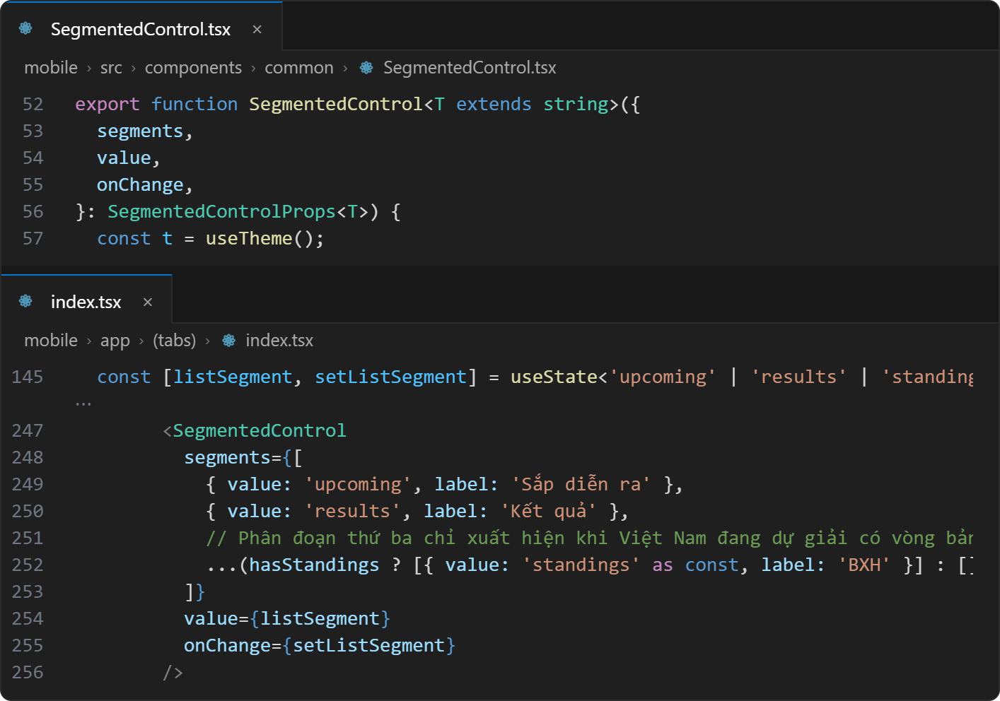 SegmentedControl.tsx ×
mobile › src › components › common › SegmentedControl.tsx
52 export function SegmentedControl<T extends string>({
53 segments,
54 value,
55 onChange,
56 }: SegmentedControlProps<T>) {
57 const t = useTheme();
index.tsx ×
mobile › app › (tabs) › index.tsx
145 const [listSegment, setListSegment] = useState<'upcoming' | 'results' | 'standing
...
247 <SegmentedControl
248 segments={[
249 { value: 'upcoming', label: 'Sắp diễn ra' },
250 { value: 'results', label: 'Kết quả' },
251 // Phân đoạn thứ ba chỉ xuất hiện khi Việt Nam đang dự giải có vòng
252 ...(hasStandings ? [{ value: 'standings' as const, label: 'BXH' }] : []
253 ]}
254 value={listSegment}
255 onChange={setListSegment}
256 />